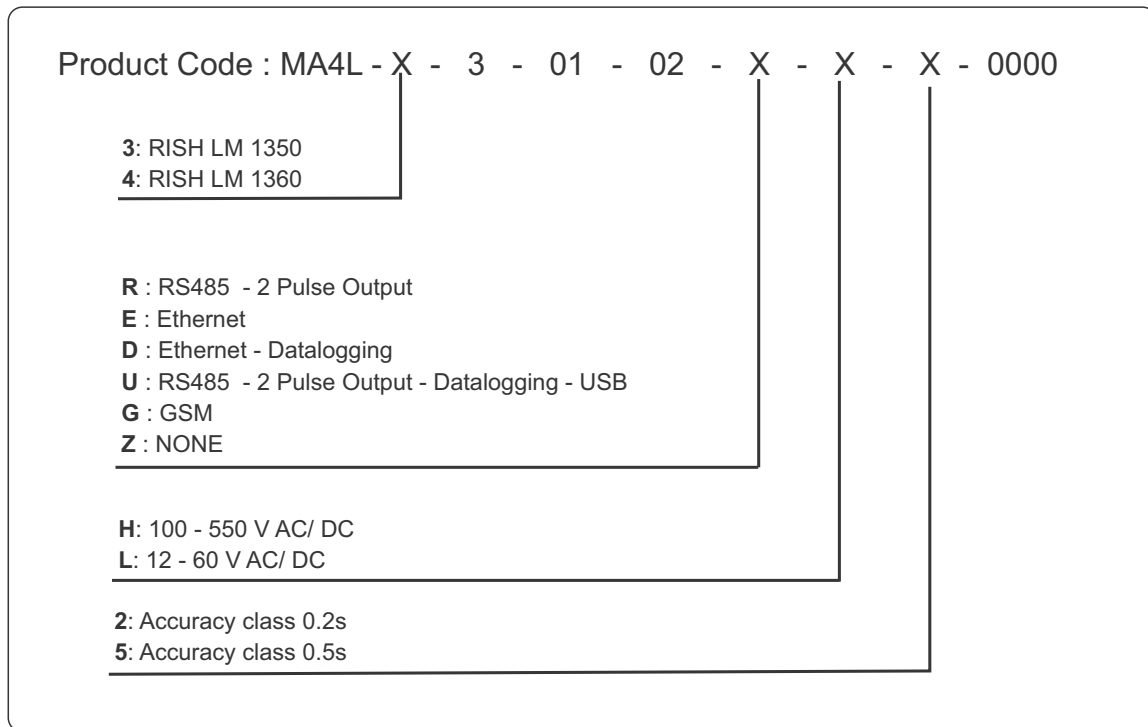 Product Code : MA4L - X - 3 - 01 - 02 - X - X - X - 0000
3: RISH LM 1350
4: RISH LM 1360
R : RS485 - 2 Pulse Output
E : Ethernet
D : Ethernet - Datalogging
U : RS485 - 2 Pulse Output - Datalogging - USB
G : GSM
Z : NONE
H: 100 - 550 V AC/ DC
L: 12 - 60 V AC/ DC
2: Accuracy class 0.2s
5: Accuracy class 0.5s